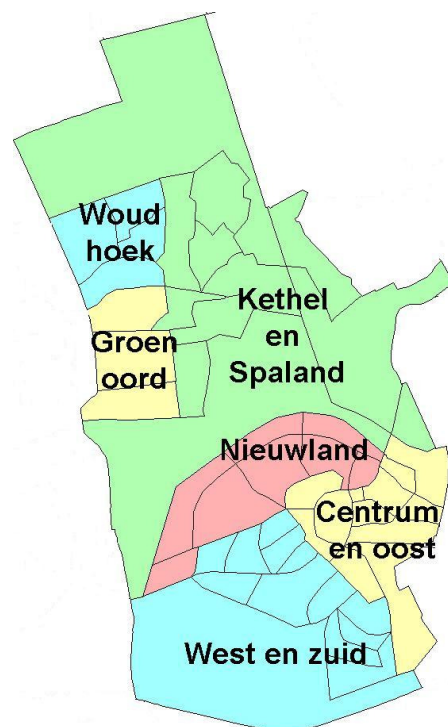 Woud
hoek
Kethel
en
Spaland
Groen
oord
Nieuwland
Centrum
en oost
West en zuid